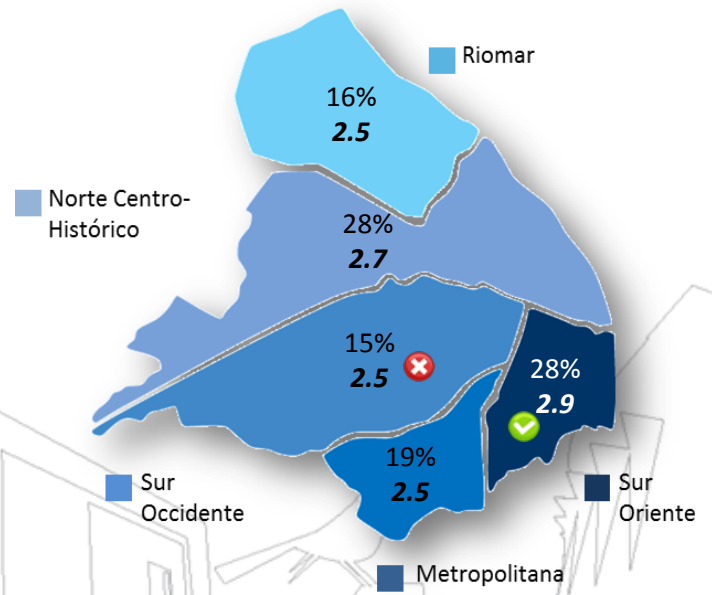 Riomar
16%
2.5
Norte Centro-
Histórico
28%
2.7
15%
2.5
28%
2.9
19%
2.5
Sur
Occidente
Sur
Oriente
Metropolitana